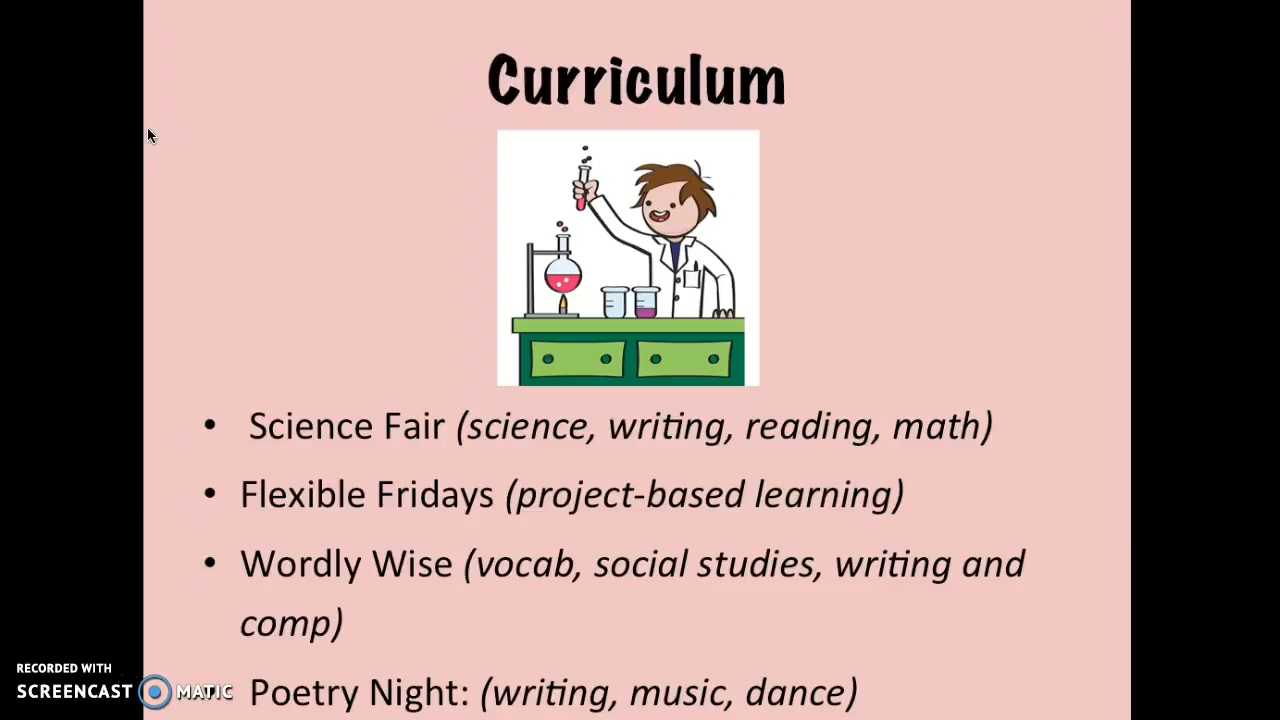 Curriculum
• Science Fair (science, writing, reading, math)
• Flexible Fridays (project-based learning)
• Wordly Wise (vocab, social studies, writing and
comp)
Poetry Night: (writing, music, dance)
RECORDED WITH
SCREENCAST MATIC